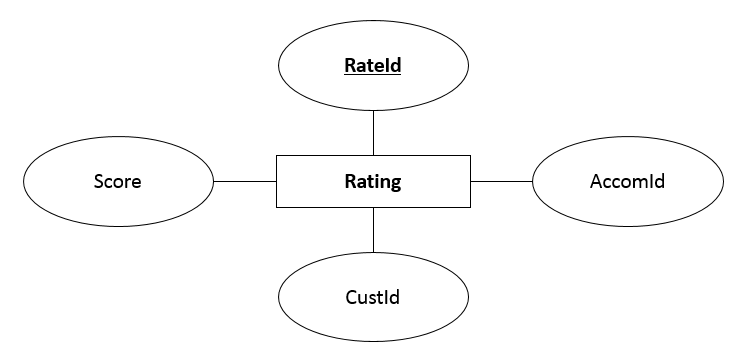 RateId
Score
Rating
AccomId
CustId